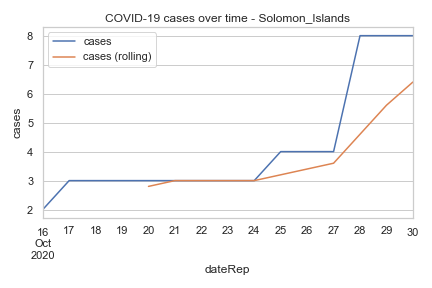 COVID-19 cases over time - Solomon_Islands
cases
cases (rolling)
8
7
6
5
4
3
2
cases
16 17 18 19 20 21 22 23 24 25 26 27 28 29 30
Oct
2020
dateRep